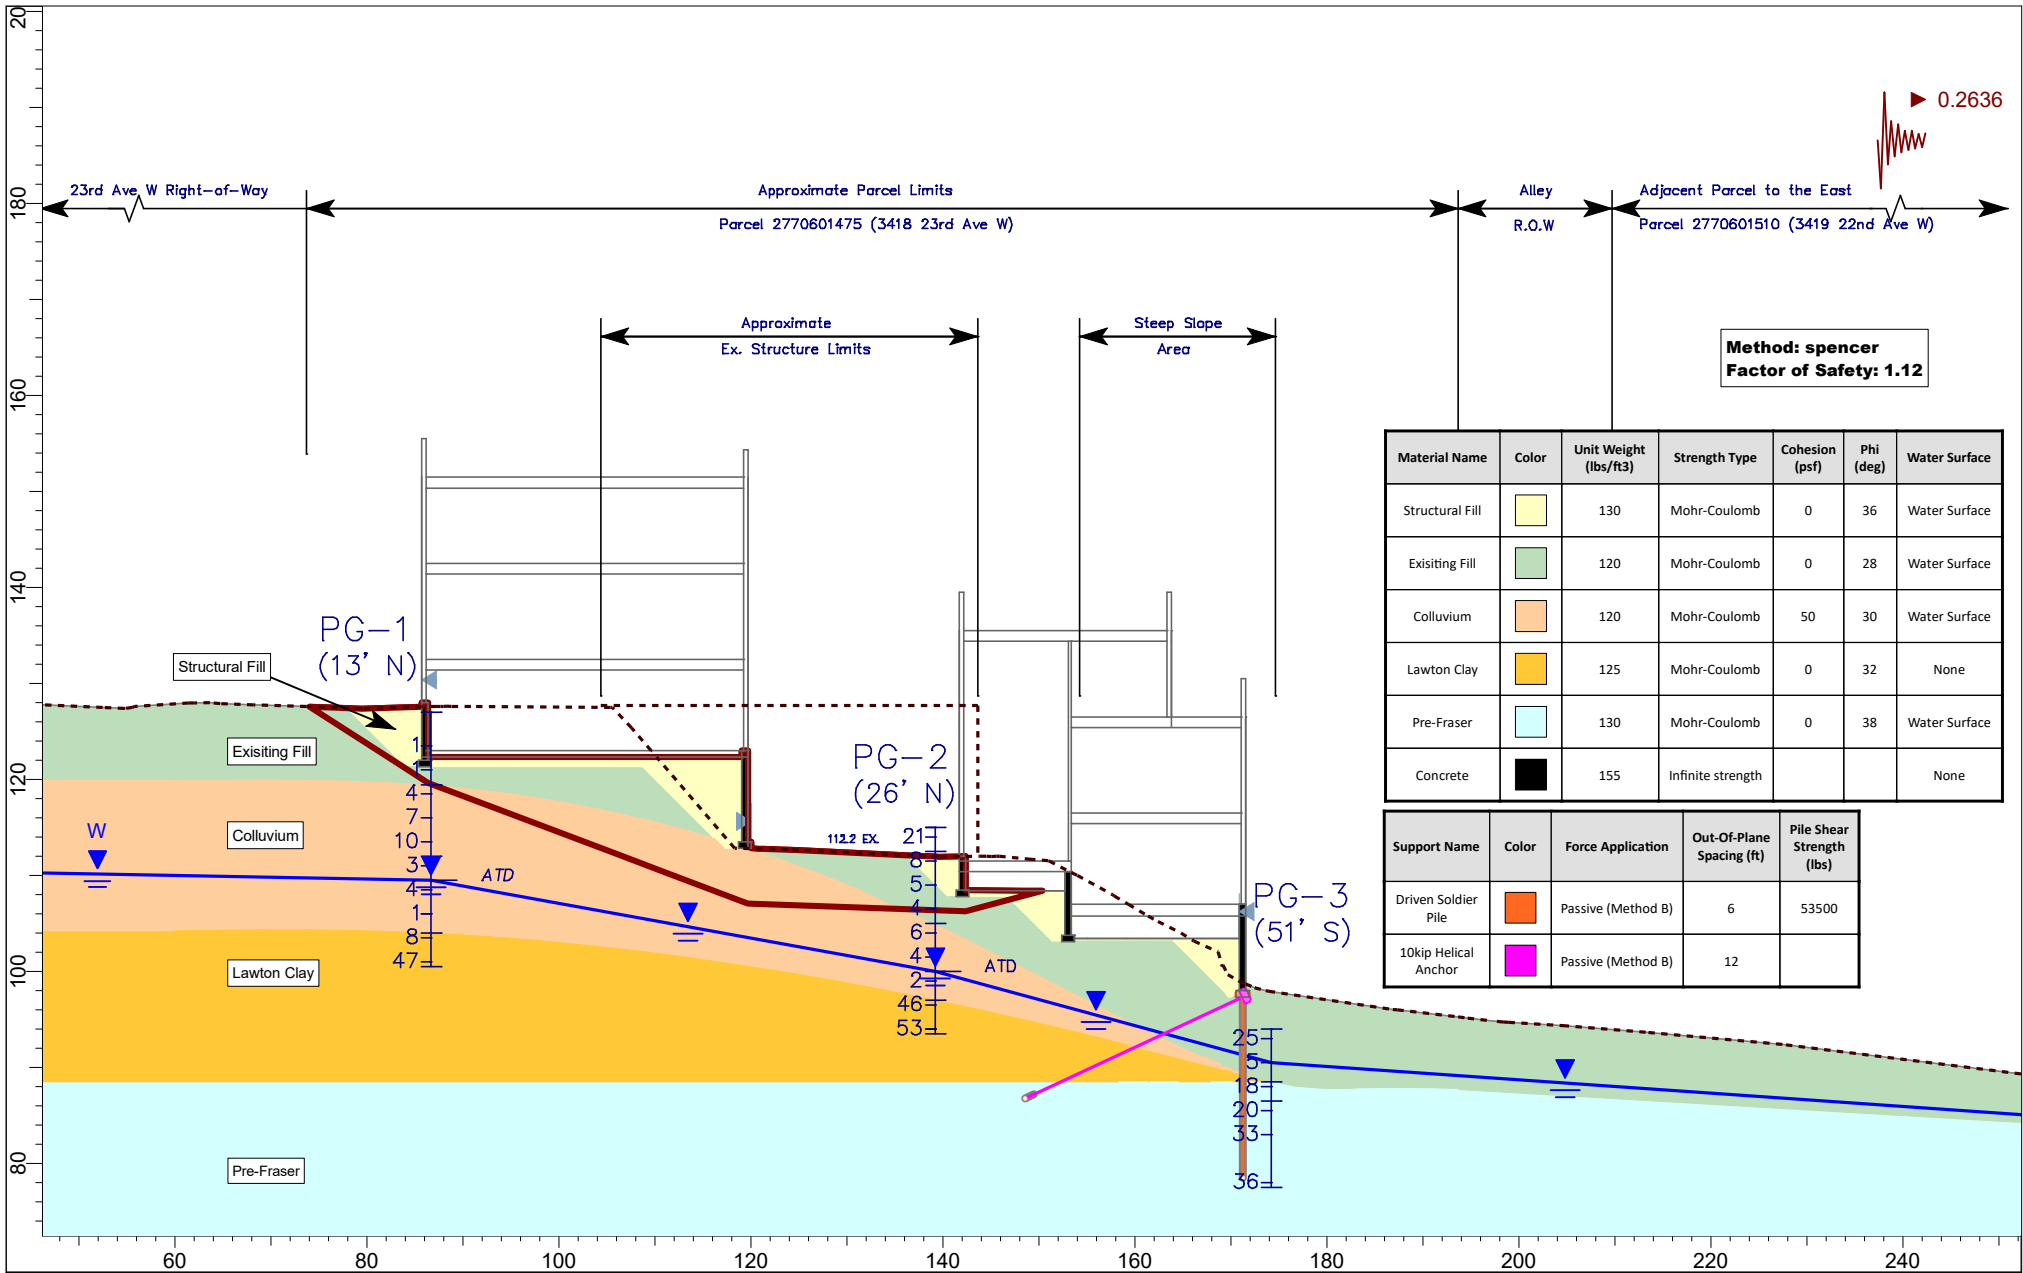 20
180
160
140
120
100
80
60
80
100
120
140
160
180
200
220
240
0.2636
23rd Ave W Right-of-Way
Approximate Parcel Limits
Parcel 2770601475 (3418 23rd Ave W)
Alley
R.O.W
Adjacent Parcel to the East
Parcel 2770601510 (3419 22nd Ave W)
Approximate
Ex. Structure Limits
Steep Slope
Area
Method: spencer
Factor of Safety: 1.12
Material Name Color Unit Weight (lbs/ft3) Strength Type Cohesion (psf) Phi (deg) Water Surface
Structural Fill 130 Mohr-Coulomb 0 36 Water Surface
Exisiting Fill 120 Mohr-Coulomb 0 28 Water Surface
Colluvium 120 Mohr-Coulomb 50 30 Water Surface
Lawton Clay 125 Mohr-Coulomb 0 32 None
Pre-Fraser 130 Mohr-Coulomb 0 38 Water Surface
Concrete 155 Infinite strength None
Support Name Color Force Application Out-Of-Plane Spacing (ft) Pile Shear Strength (lbs)
Driven Soldier Pile Passive (Method B) 6 53500
10kip Helical Anchor Passive (Method B) 12
PG-1
(13' N)
Structural Fill
Exisiting Fill
Colluvium
W
Lawton Clay
Pre-Fraser
1
1
4
7
10
3
4
1
8
47
ATD
PG-2
(26' N)
112.2 EX.
21
8
5
4
6
4
2
46
53
ATD
PG-3
(51' S)
25
5
18
20
33
36